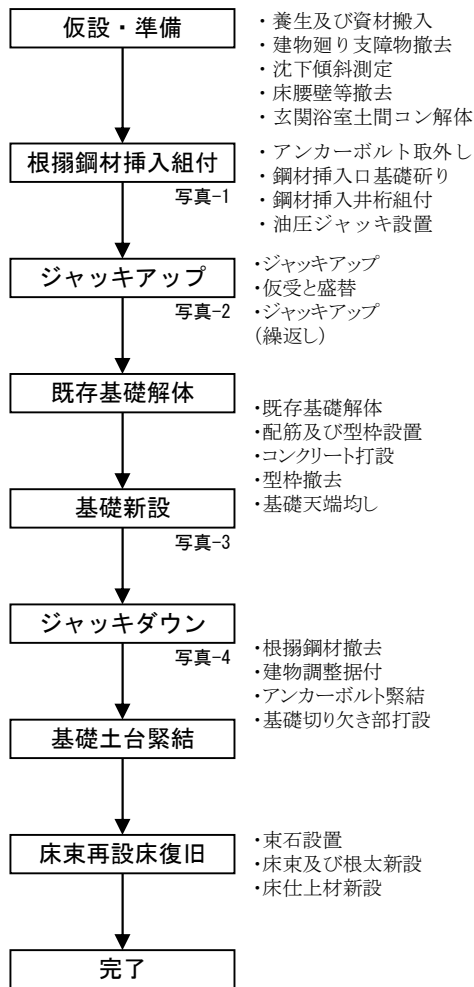 仮設・準備
・養生及び資材搬入
・建物廻り支障物撤去
・沈下傾斜測定
・床腰壁等撤去
・玄関浴室土間コン解体
根搦鋼材挿入組付
写真-1
・アンカーボルト取外し
・鋼材挿入口基礎斫り
・鋼材挿入井桁組付
・油圧ジャッキ設置
ジャッキアップ
写真-2
・ジャッキアップ
・仮受と盛替
・ジャッキアップ
(繰返し)
既存基礎解体
・既存基礎解体
・配筋及び型枠設置
・コンクリート打設
・型枠撤去
・基礎天端均し
基礎新設
写真-3
ジャッキダウン
写真-4
・根搦鋼材撤去
・建物調整据付
・アンカーボルト緊結
・基礎切り欠き部打設
基礎土台緊結
床束再設床復旧
・束石設置
・床束及び根太新設
・床仕上材新設
完了